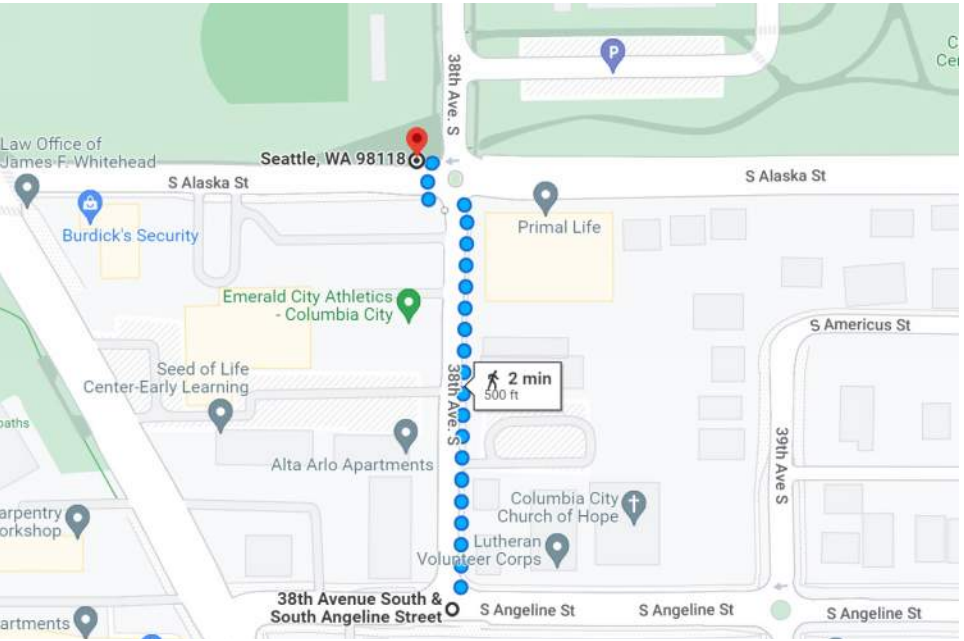 38th Ave. S
P
C
Cer
Law Office of
James F. Whitehead
Seattle, WA 98118
S Alaska St
S Alaska St
Burdick's Security
Primal Life
Emerald City Athletics
- Columbia City
S Americus St
Seed of Life
Center-Early Learning
38th Ave. S
2 min
500 ft
paths
39th Ave S
Alta Arlo Apartments
arpentry
orkshop
Columbia City
Church of Hope
Lutheran
Volunteer Corps
38th Avenue South &
South Angeline Street
S Angeline St
S Angeline St
S Angeline St
artments